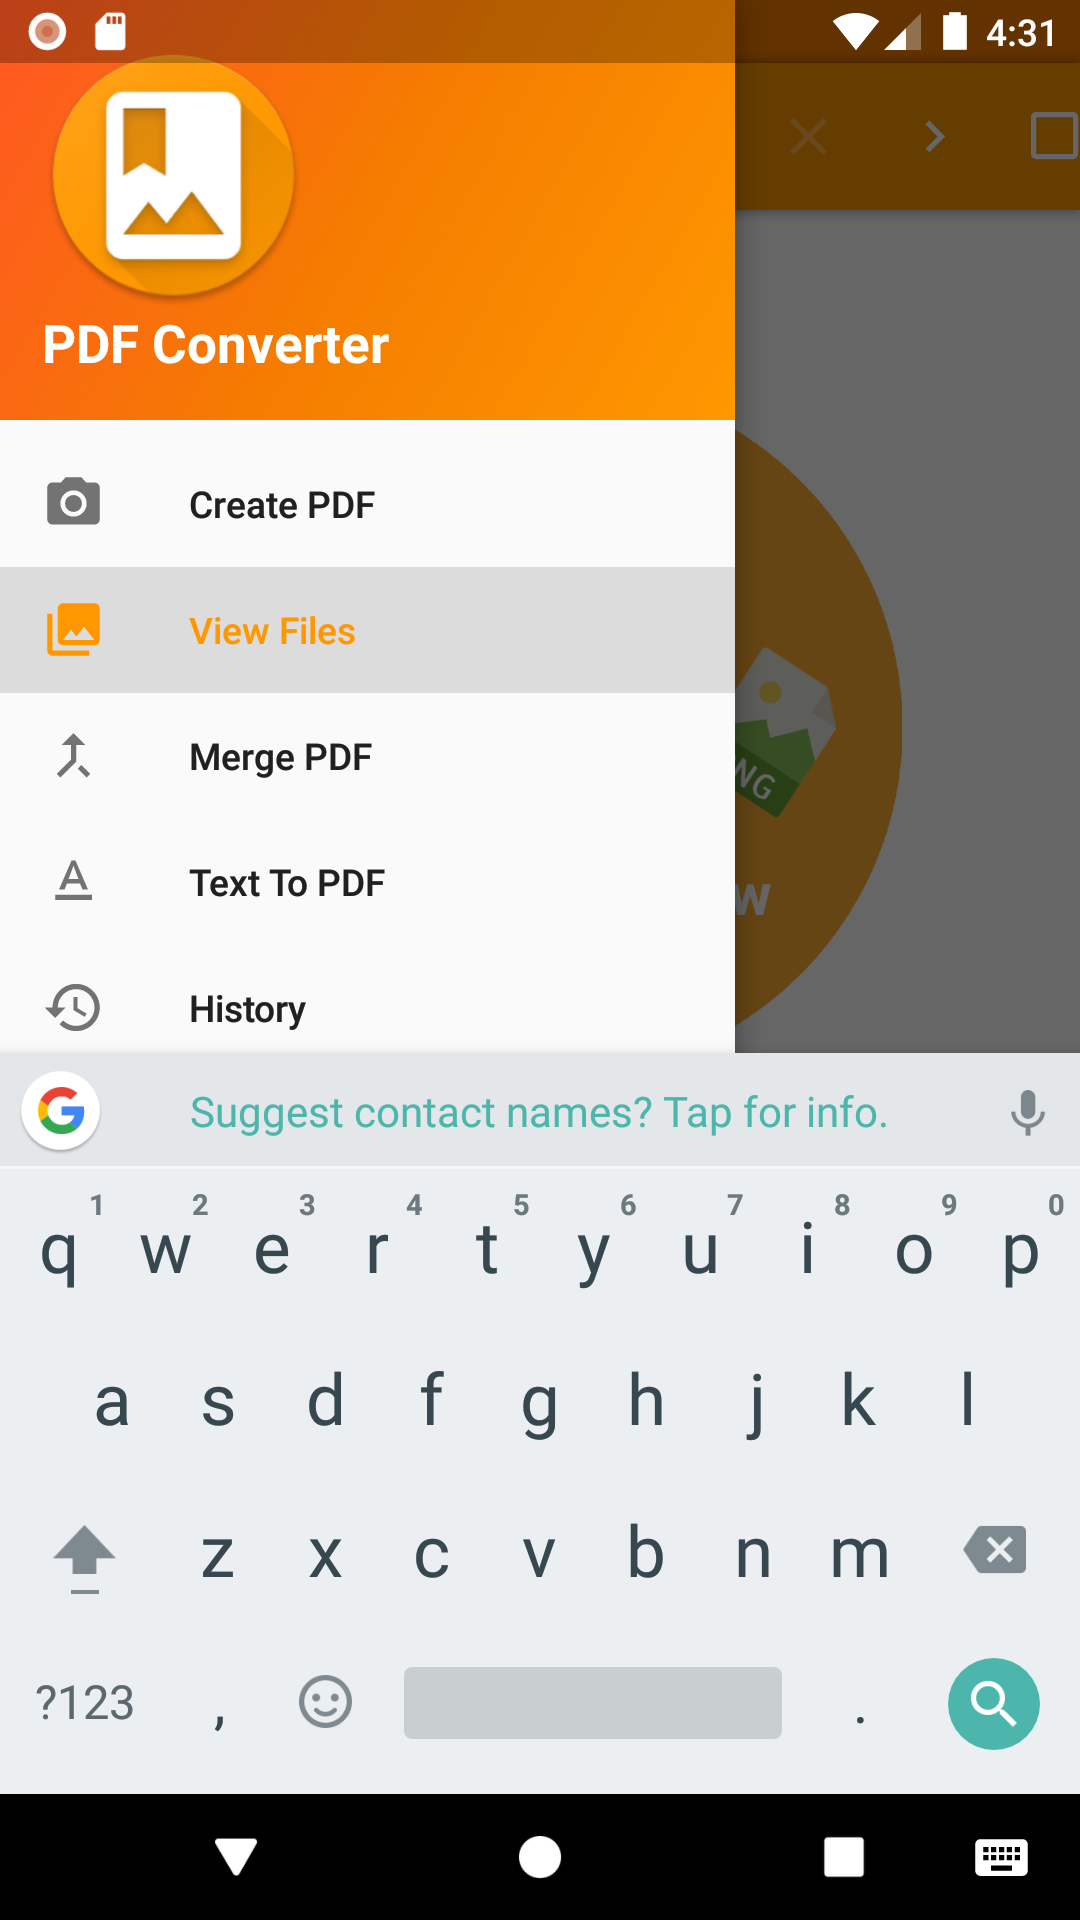 4:31
PDF Converter
Create PDF
View Files
Merge PDF
Text To PDF
History
NG
W
Suggest contact names? Tap for info.
1 2 3 4 5 6 7 8 9 0
q w e r t y u i o p
a s d f g h j k l
z x c v b n m
?123 , .